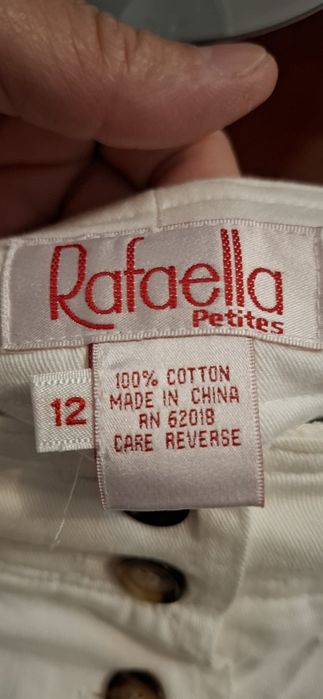 Rafaella
Petites
12
100% COTTON
MADE IN CHINA
RN 62018
CARE REVERSE